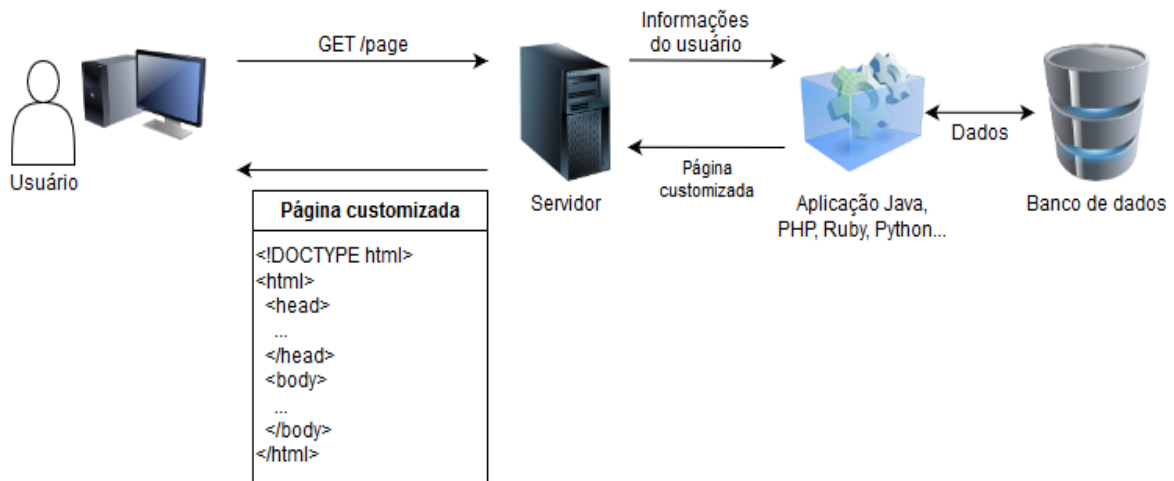 GET /page
Informações
do usuário
Dados
Página
customizada
Usuário
Servidor
Aplicação Java,
PHP, Ruby, Python...
Banco de dados
Página customizada
<!DOCTYPE html>
<html>
<head>
...
</head>
<body>
...
</body>
</html>